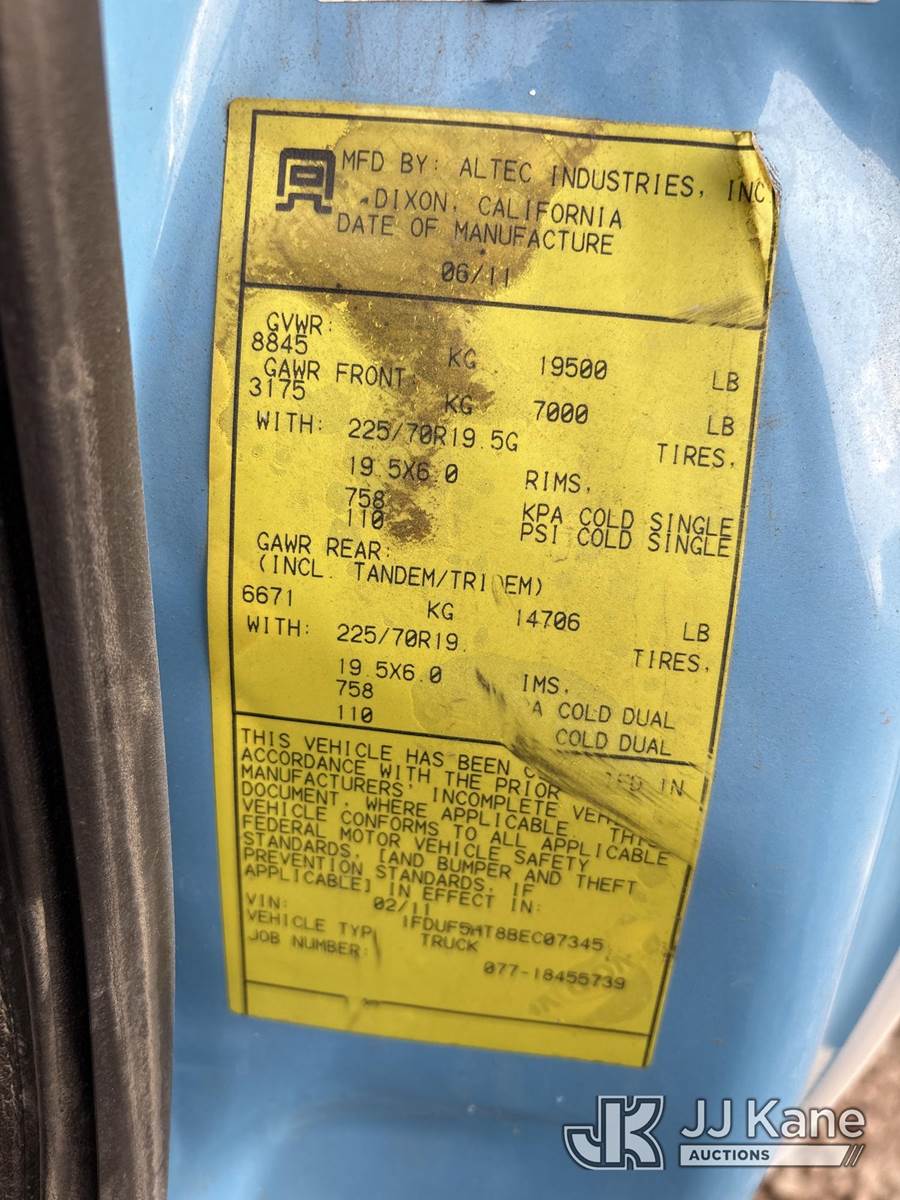 MFD BY: ALTEC INDUSTRIES, INC
DIXON, CALIFORNIA
DATE OF MANUFACTURE
06/11
GVWR:
8845 KG 19500 LB
GAWR FRONT
3175 KG 7000 LB
WITH: 225/70R19.5G TIRES,
19.5X6.0 RIMS,
758 KPA COLD SINGLE
110 PSI COLD SINGLE
GAWR REAR:
(INCL. TANDEM/TRI EM)
6671 KG 14706 LB
WITH: 225/70R19. TIRES,
19.5X6.0 IMS,
758 A COLD DUAL
110 COLD DUAL
THIS VEHICLE HAS BEEN IN
ACCORDANCE WITH THE PRIOR
MANUFACTURERS' INCOMPLETE
DOCUMENT, WHERE APPLICABLE. THIS
VEHICLE CONFORMS TO ALL APPLICABLE
FEDERAL MOTOR VEHICLE SAFETY
STANDARDS, [AND BUMPER AND THEFT
PREVENTION STANDARDS, IF
APPLICABLE] IN EFFECT IN:
02/11
VIN: 1FDUF5HT8BEC07345
VEHICLE TYP TRUCK
JOB NUMBER: 077-18455739
JK JJ Kane
AUCTIONS